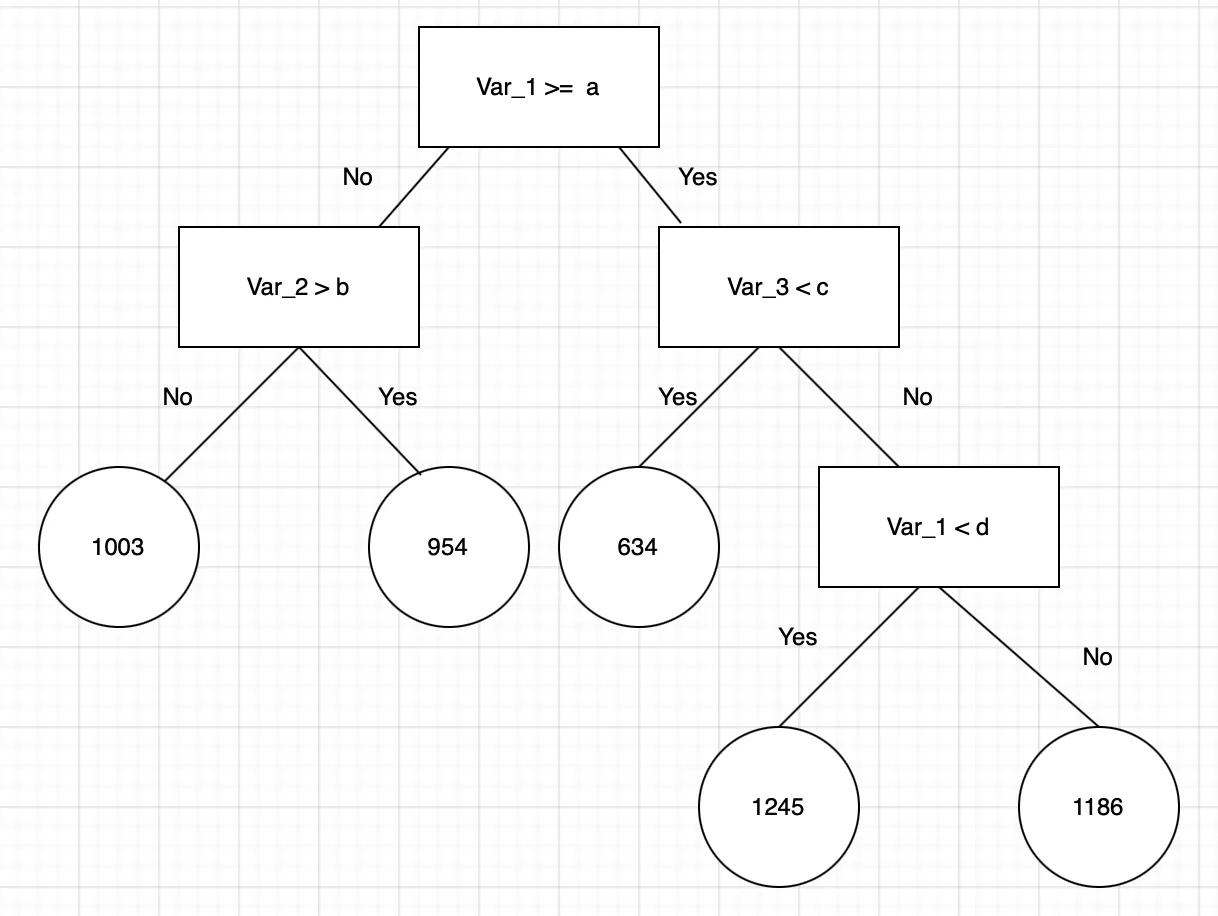 Var_1 >= a
No
Yes
Var_2 > b
Var_3 < c
No
Yes
Yes
No
1003
954
634
Var_1 < d
Yes
No
1245
1186